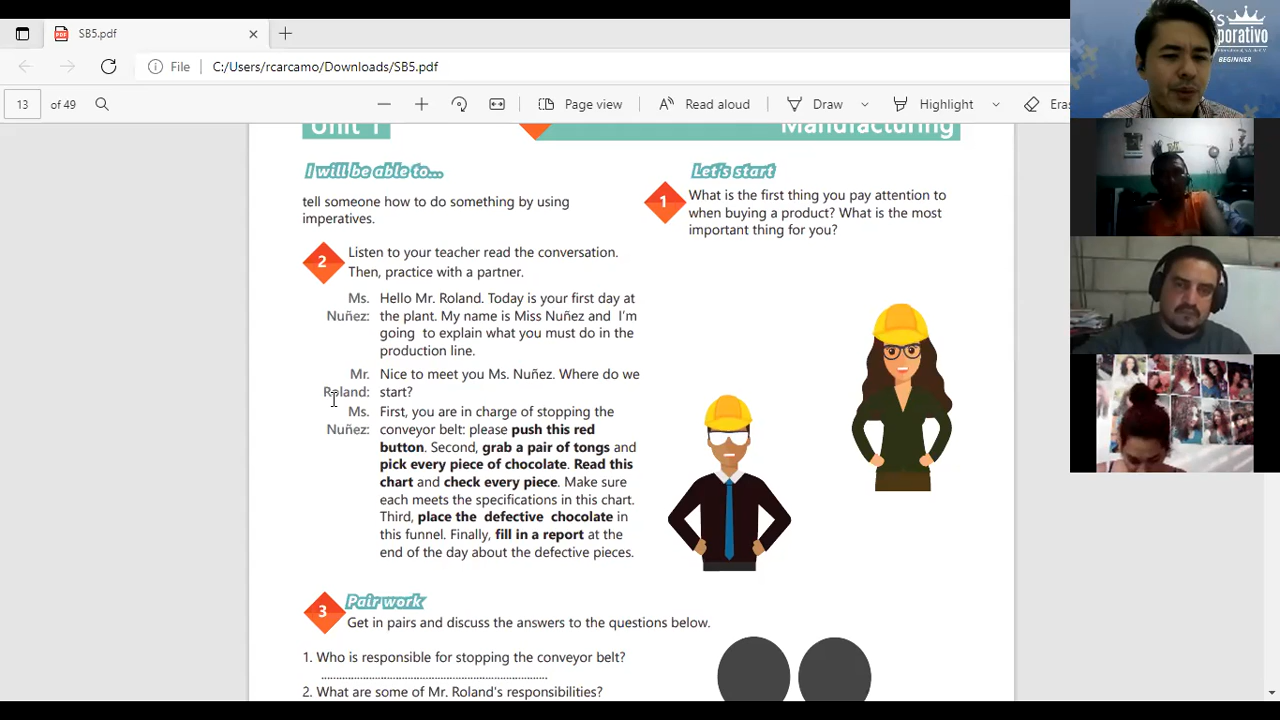 SB5.pdf
File C:/Users/rcarcamo/Downloads/SB5.pdf
13 of 49 Page view Read aloud Draw Highlight Eras
Unit 1 Manufacturing
I will be able to...
tell someone how to do something by using
imperatives.
Let's start
1 What is the first thing you pay attention to
when buying a product? What is the most
important thing for you?
2 Listen to your teacher read the conversation.
Then, practice with a partner.
Ms. Hello Mr. Roland. Today is your first day at
Nuñez: the plant. My name is Miss Nuñez and I'm
going to explain what you must do in the
production line.
Mr. Nice to meet you Ms. Nuñez. Where do we
Roland: start?
Ms. First, you are in charge of stopping the
Nuñez: conveyor belt: please push this red
button. Second, grab a pair of tongs and
pick every piece of chocolate. Read this
chart and check every piece. Make sure
each meets the specifications in this chart.
Third, place the defective chocolate in
this funnel. Finally, fill in a report at the
end of the day about the defective pieces.
3 Pair work
Get in pairs and discuss the answers to the questions below.
1. Who is responsible for stopping the conveyor belt?
2. What are some of Mr. Roland's responsibilities?
és
porativo
BEGINNER